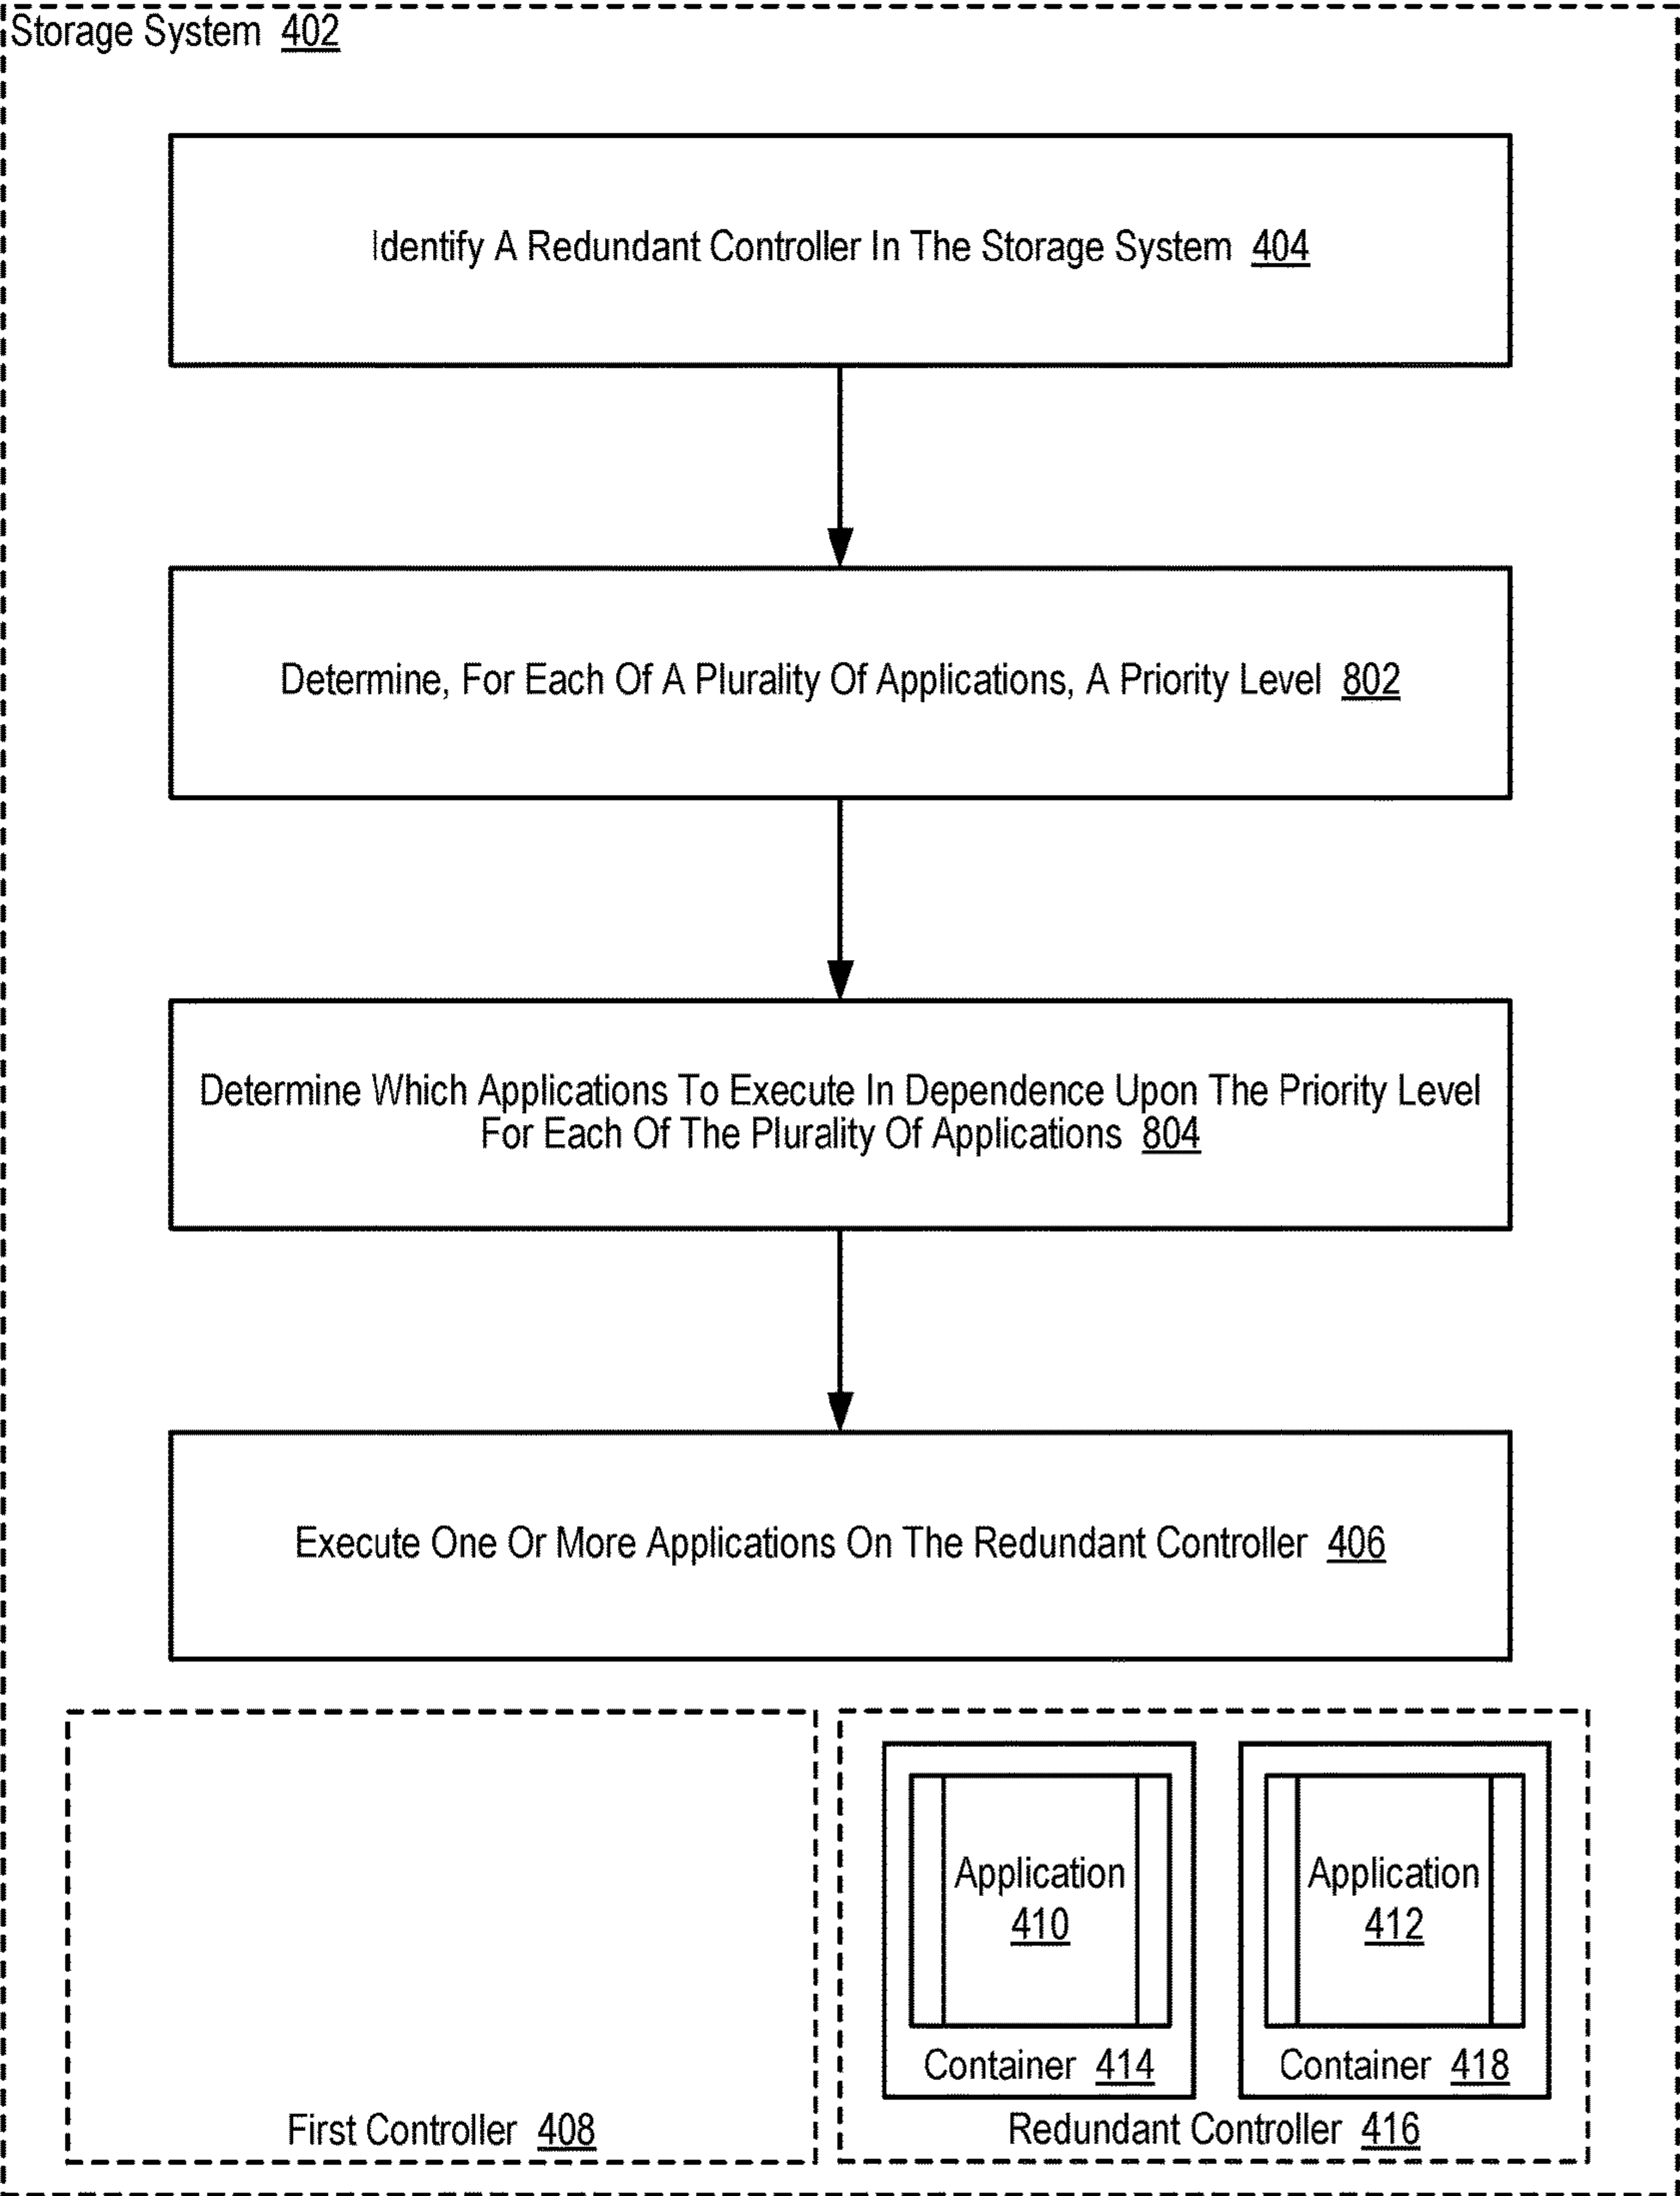 Storage System 402
Identify A Redundant Controller In The Storage System 404
Determine, For Each Of A Plurality Of Applications, A Priority Level 802
Determine Which Applications To Execute In Dependence Upon The Priority Level
For Each Of The Plurality Of Applications 804
Execute One Or More Applications On The Redundant Controller 406
Application
410
Container 414
Application
412
Container 418
First Controller 408
Redundant Controller 416